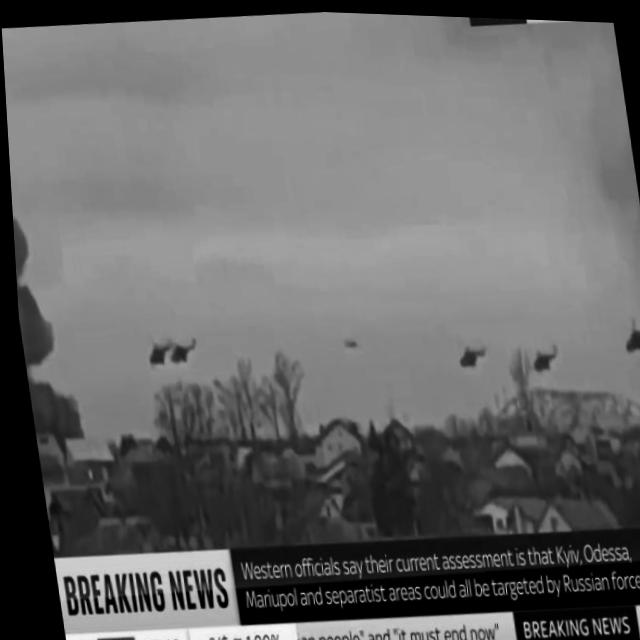 BREAKING NEWS
Western officials say their current assessment is that Kyiv, Odessa,
Mariupol and separatist areas could all be targeted by Russian force
people" and "it must end now"
BREAKING NEWS